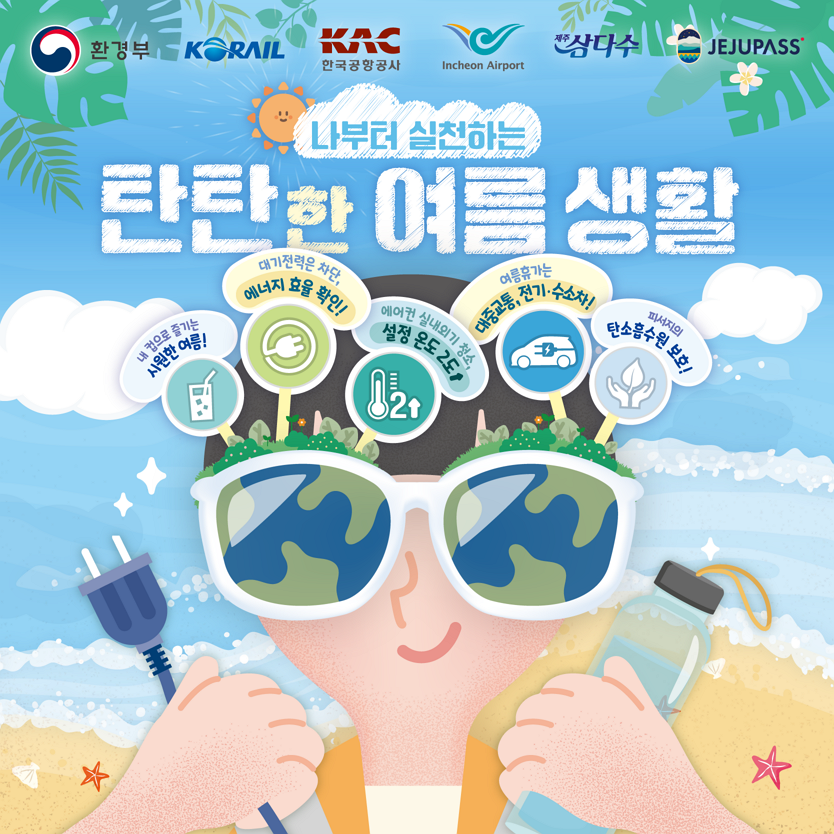 환경부
KORAIL
KAC
한국공항공사
Incheon Airport
제주
삼다수
JEJUPASS
나부터 실천하는
탄탄한 여름 생활
내 컵으로 즐기는
시원한 여름!
대기전력은 차단,
에너지 효율 확인!
에어컨 실내외기 청소,
설정 온도 2도⬆
2⬆
여름휴가는
대중교통, 전기·수소차!
피서지의
탄소흡수원 보호!